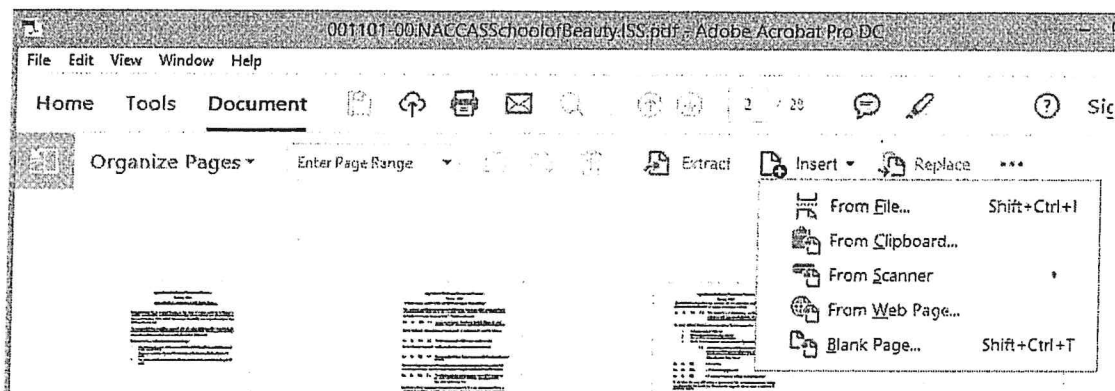 001101-00.NACCASSchoolofBeauty.ISS.pdf - Adobe Acrobat Pro DC
File Edit View Window Help
Home Tools Document 2 / 28 Sig
Organize Pages Enter Page Range Extract Insert Replace
From File... Shift+Ctrl+I
From Clipboard...
From Scanner
From Web Page...
Blank Page... Shift+Ctrl+T